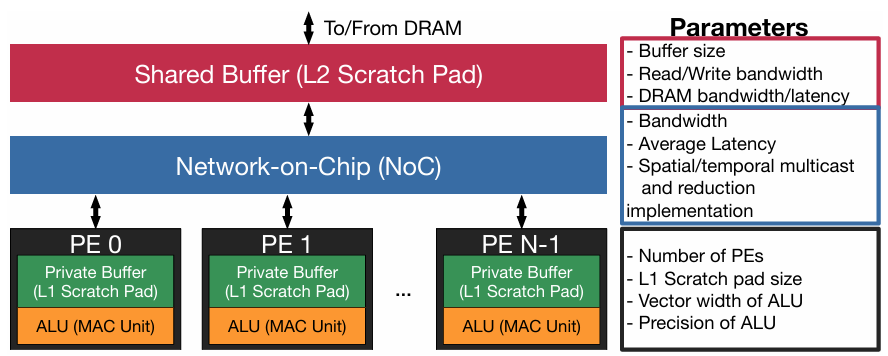 To/From DRAM
Shared Buffer (L2 Scratch Pad)
Network-on-Chip (NoC)
PE 0
Private Buffer
(L1 Scratch Pad)
ALU (MAC Unit)
PE 1
Private Buffer
(L1 Scratch Pad)
ALU (MAC Unit)
...
PE N-1
Private Buffer
(L1 Scratch Pad)
ALU (MAC Unit)
Parameters
- Buffer size
- Read/Write bandwidth
- DRAM bandwidth/latency
- Bandwidth
- Average Latency
- Spatial/temporal multicast
and reduction
implementation
- Number of PEs
- L1 Scratch pad size
- Vector width of ALU
- Precision of ALU